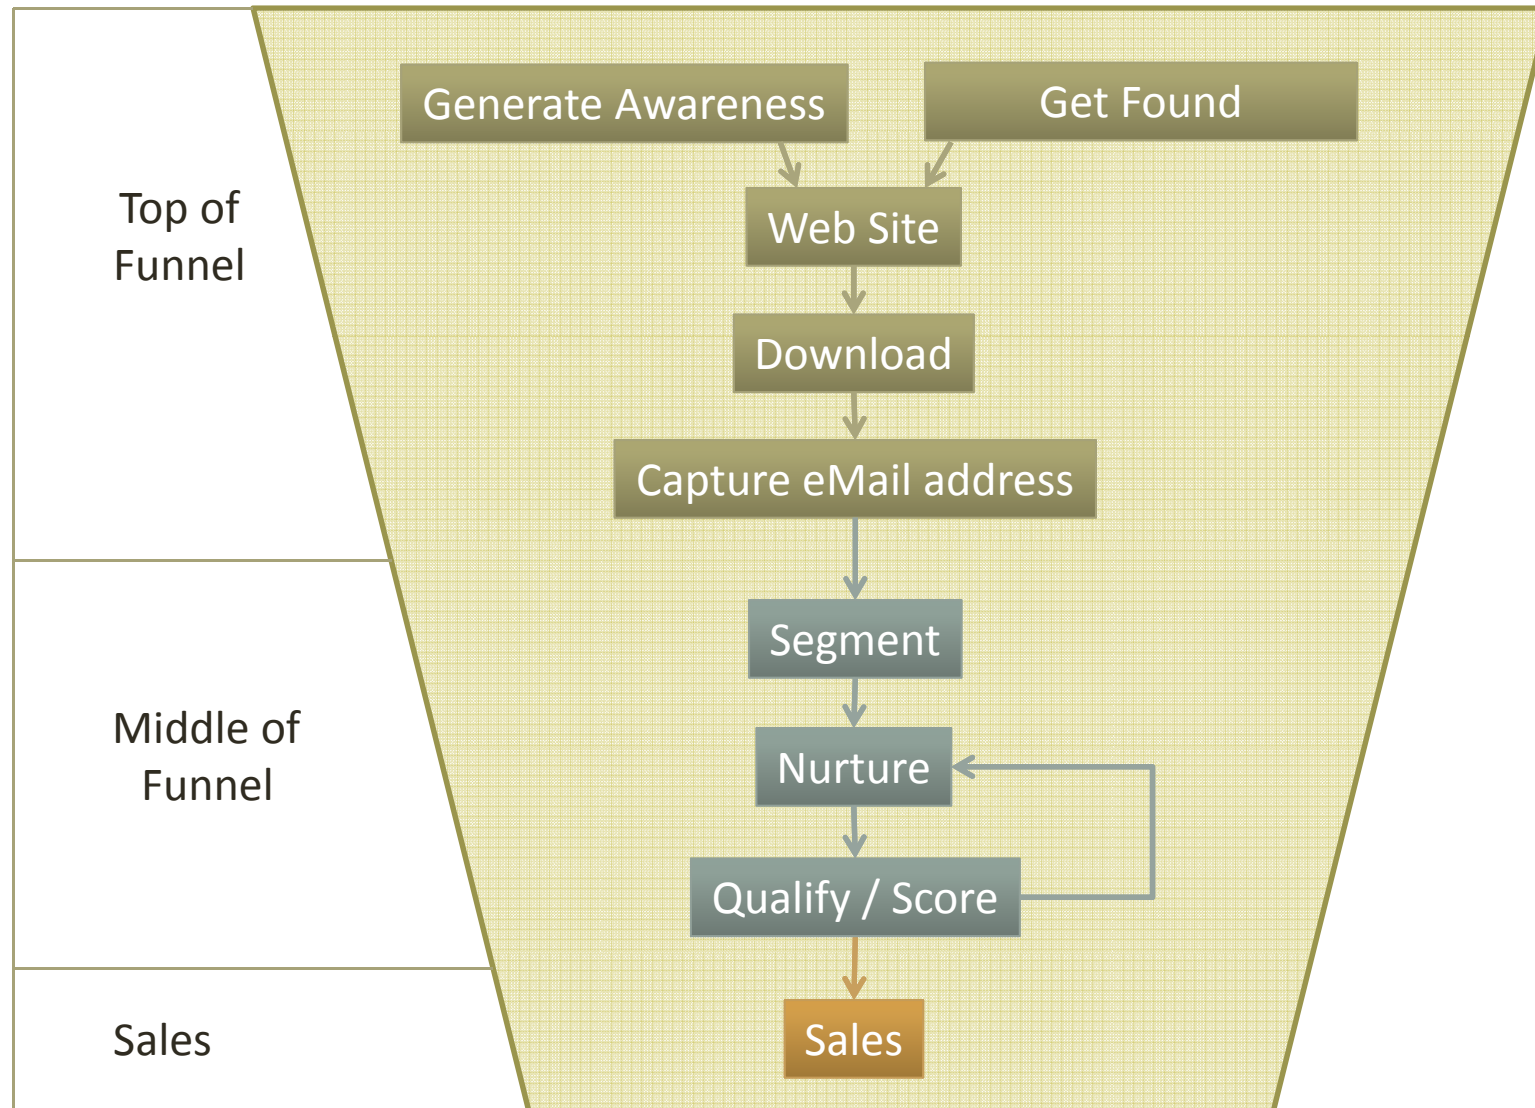 Generate Awareness
Get Found
Top of
Funnel
Web Site
Download
Capture eMail address
Segment
Middle of
Funnel
Nurture
Qualify / Score
Sales
Sales